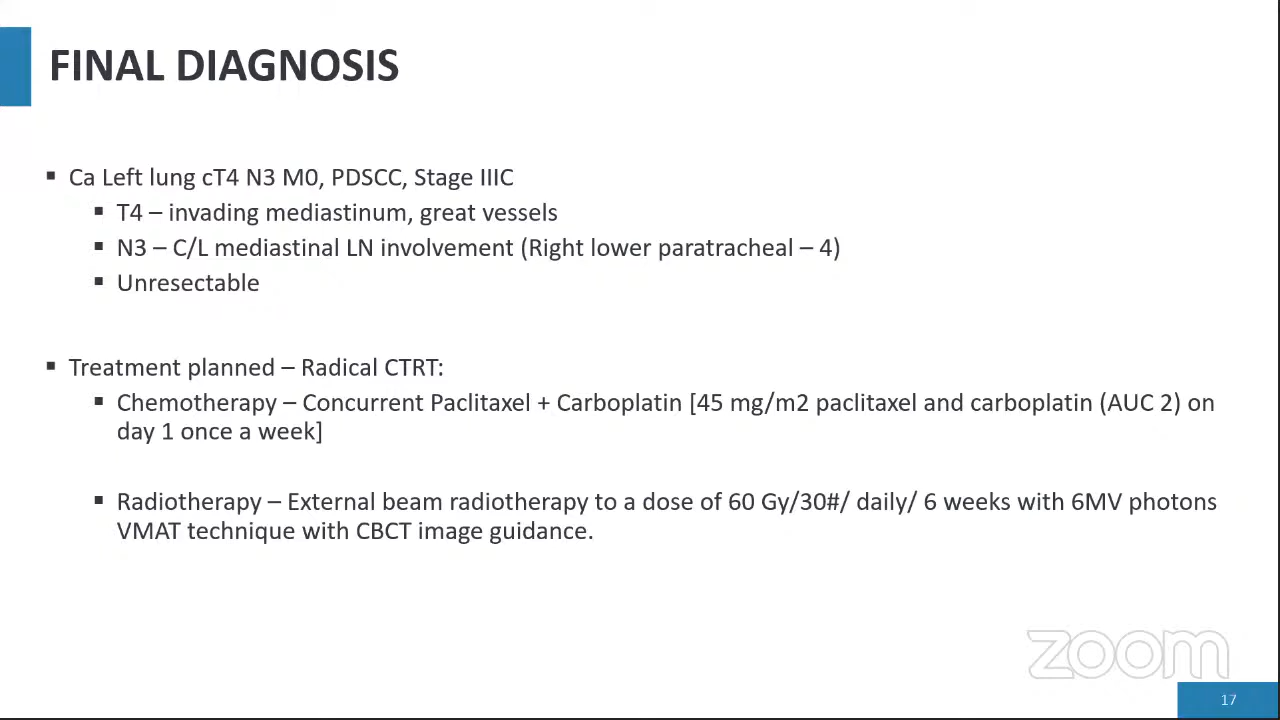 FINAL DIAGNOSIS
▪ Ca Left lung cT4 N3 M0, PDSCC, Stage IIIC
▪ T4 – invading mediastinum, great vessels
▪ N3 – C/L mediastinal LN involvement (Right lower paratracheal – 4)
▪ Unresectable
▪ Treatment planned – Radical CTRT:
▪ Chemotherapy – Concurrent Paclitaxel + Carboplatin [45 mg/m2 paclitaxel and carboplatin (AUC 2) on
day 1 once a week]
▪ Radiotherapy – External beam radiotherapy to a dose of 60 Gy/30#/ daily/ 6 weeks with 6MV photons
VMAT technique with CBCT image guidance.
zoom
17